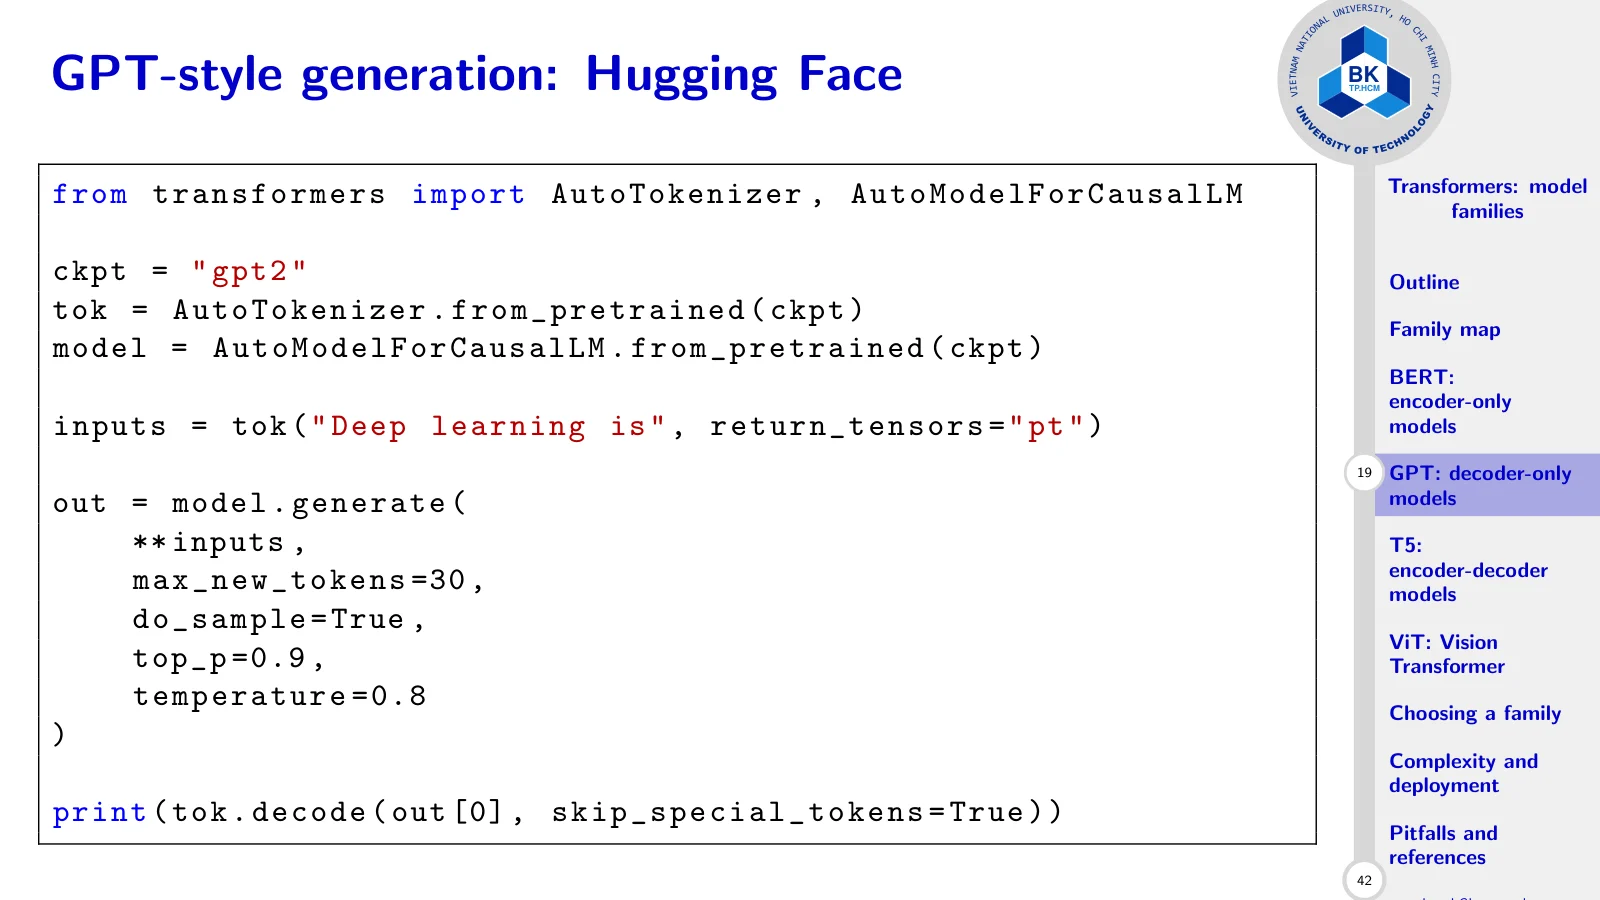 GPT-style generation: Hugging Face
VIETNAM NATIONAL UNIVERSITY, HO CHI MINH CITY
BK
TP.HCM
UNIVERSITY OF TECHNOLOGY
from transformers import AutoTokenizer, AutoModelForCausalLM

ckpt = "gpt2"
tok = AutoTokenizer.from_pretrained(ckpt)
model = AutoModelForCausalLM.from_pretrained(ckpt)

inputs = tok("Deep learning is", return_tensors="pt")

out = model.generate(
    **inputs,
    max_new_tokens=30,
    do_sample=True,
    top_p=0.9,
    temperature=0.8
)

print(tok.decode(out[0], skip_special_tokens=True))
Transformers: model
families
Outline
Family map
BERT:
encoder-only
models
19
GPT: decoder-only
models
T5:
encoder-decoder
models
ViT: Vision
Transformer
Choosing a family
Complexity and
deployment
Pitfalls and
references
42